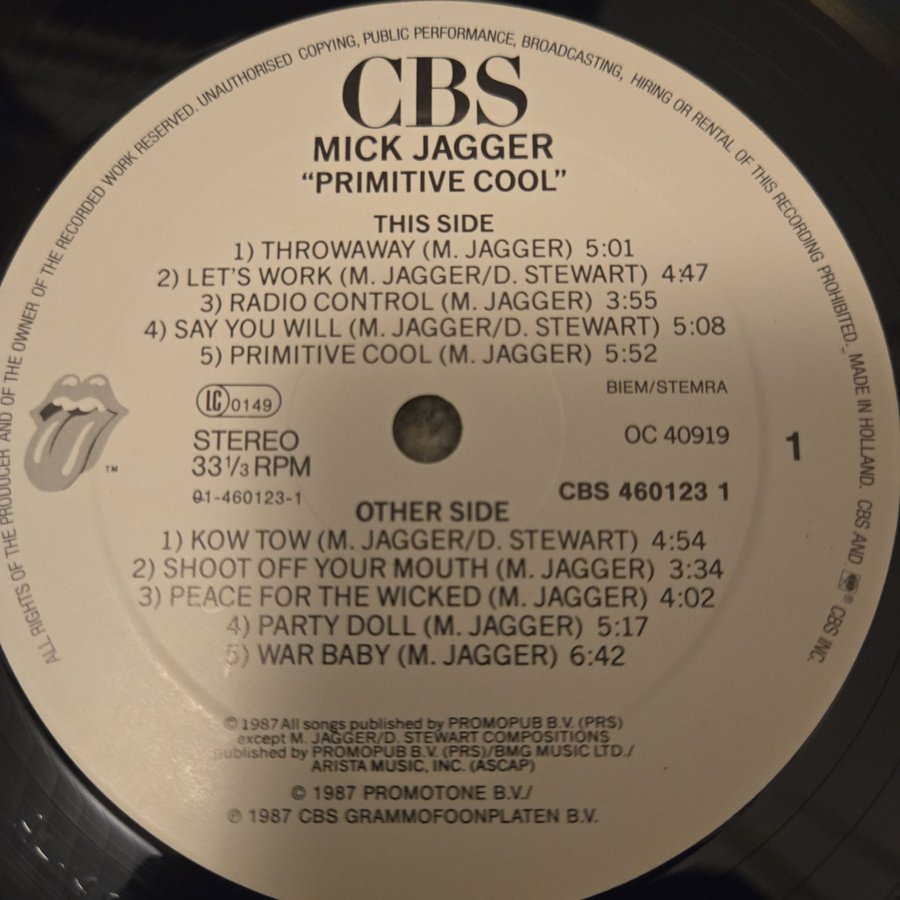 ALL RIGHTS OF THE PRODUCER AND OF THE OWNER OF THE RECORDED WORK RESERVED. UNAUTHORISED COPYING, PUBLIC PERFORMANCE, BROADCASTING, HIRING OR RENTAL OF THIS RECORDING PROHIBITED. MADE IN HOLLAND. CBS AND ® CBS INC.
CBS
MICK JAGGER
“PRIMITIVE COOL”
THIS SIDE
1) THROWAWAY (M. JAGGER) 5:01
2) LET'S WORK (M. JAGGER/D. STEWART) 4:47
3) RADIO CONTROL (M. JAGGER) 3:55
4) SAY YOU WILL (M. JAGGER/D. STEWART) 5:08
5) PRIMITIVE COOL (M. JAGGER) 5:52
BIEM/STEMRA
LC 0149
STEREO
OC 40919
1
33⅓ RPM
01-460123-1
CBS 460123 1
TM
OTHER SIDE
1) KOW TOW (M. JAGGER/D. STEWART) 4:54
2) SHOOT OFF YOUR MOUTH (M. JAGGER) 3:34
3) PEACE FOR THE WICKED (M. JAGGER) 4:02
4) PARTY DOLL (M. JAGGER) 5:17
5) WAR BABY (M. JAGGER) 6:42
© 1987 All songs published by PROMOPUB B.V. (PRS)
except M. JAGGER/D. STEWART COMPOSITIONS
published by PROMOPUB B.V. (PRS)/BMG MUSIC LTD./
ARISTA MUSIC, INC. (ASCAP)
© 1987 PROMOTONE B.V./
℗ 1987 CBS GRAMMOFOONPLATEN B.V.